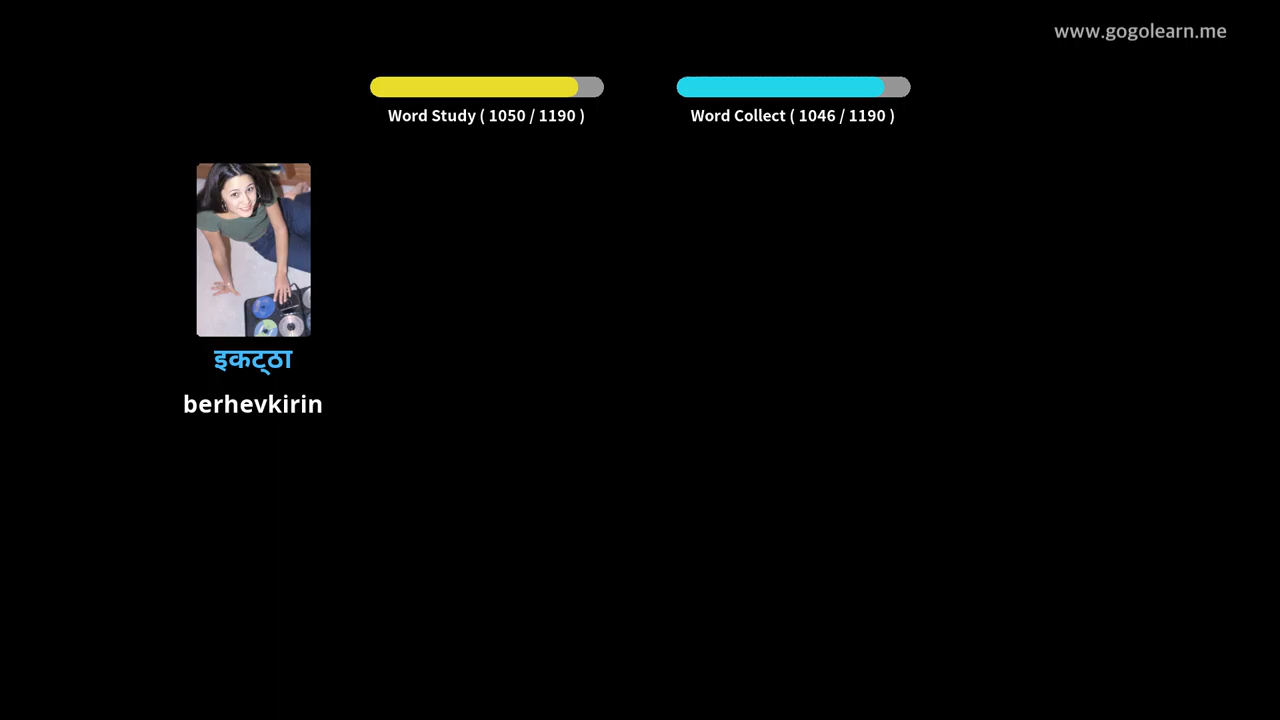 www.gogolearn.me
Word Study ( 1050 / 1190 )
Word Collect ( 1046 / 1190 )
इकट्ठा
berhevkirin